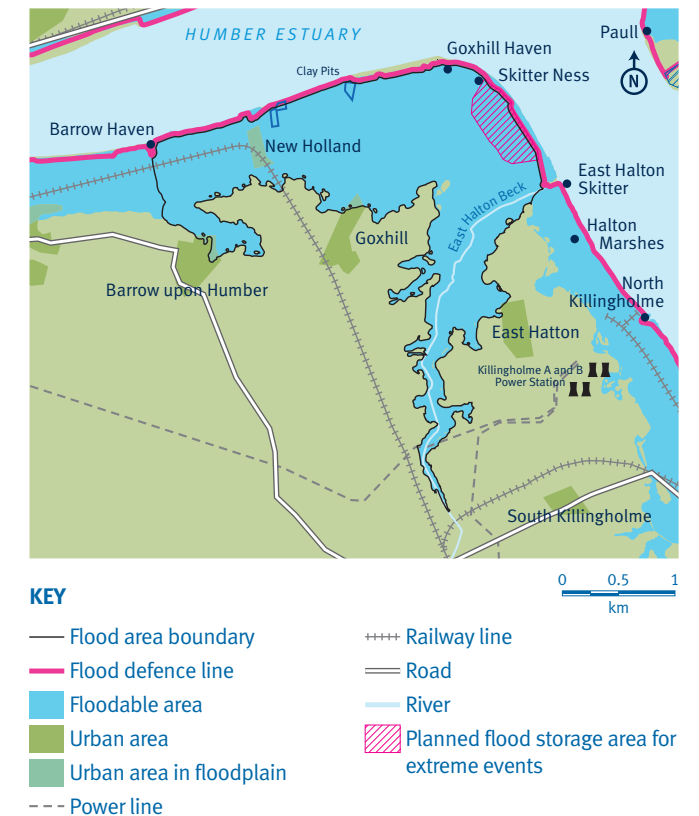 HUMBER ESTUARY
Paull
Goxhill Haven
Clay Pits
Skitter Ness
N
Barrow Haven
New Holland
East Halton
Skitter
East Halton Beck
Goxhill
Halton
Marshes
Barrow upon Humber
North
Killingholme
East Hatton
Killingholme A and B
Power Station
South Killingholme
0 0.5 1
km
KEY
Flood area boundary
Flood defence line
Floodable area
Urban area
Urban area in floodplain
Power line
Railway line
Road
River
Planned flood storage area for
extreme events